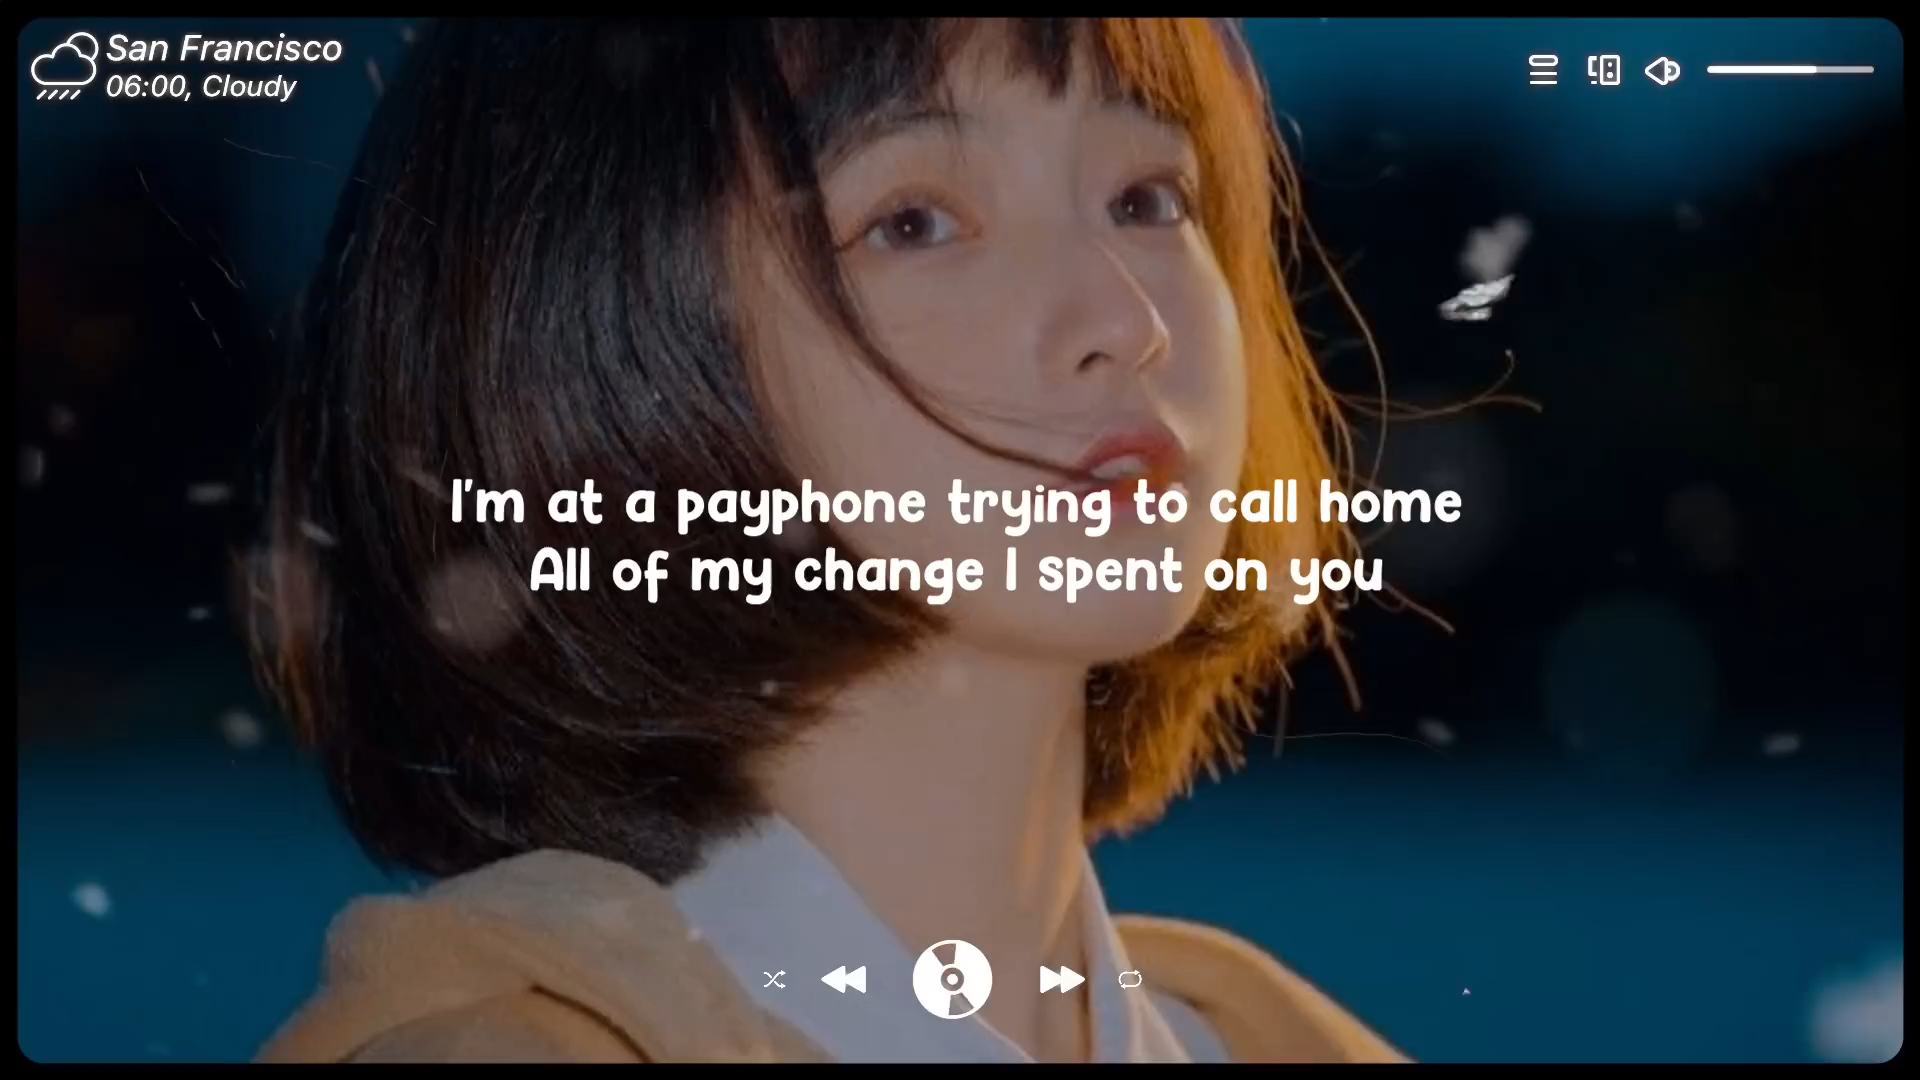 San Francisco
06:00, Cloudy
I'm at a payphone trying to call home
All of my change I spent on you